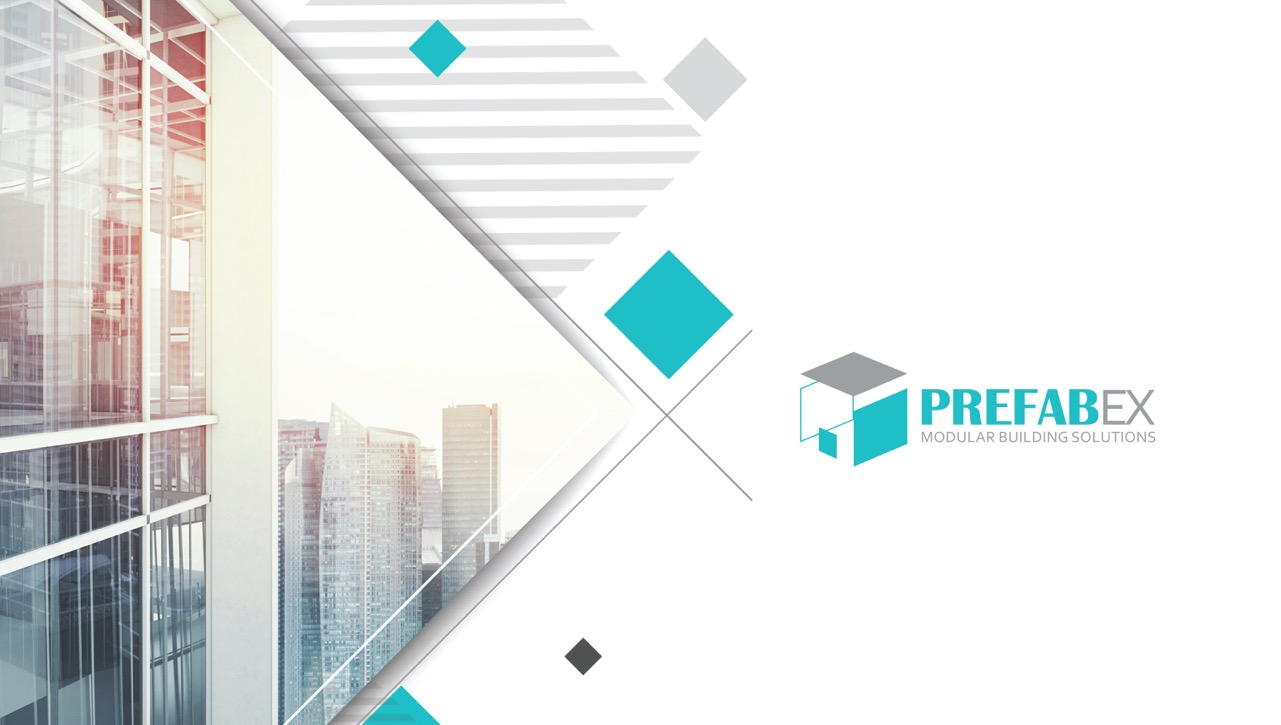 PREFABEX
MODULAR BUILDING SOLUTIONS